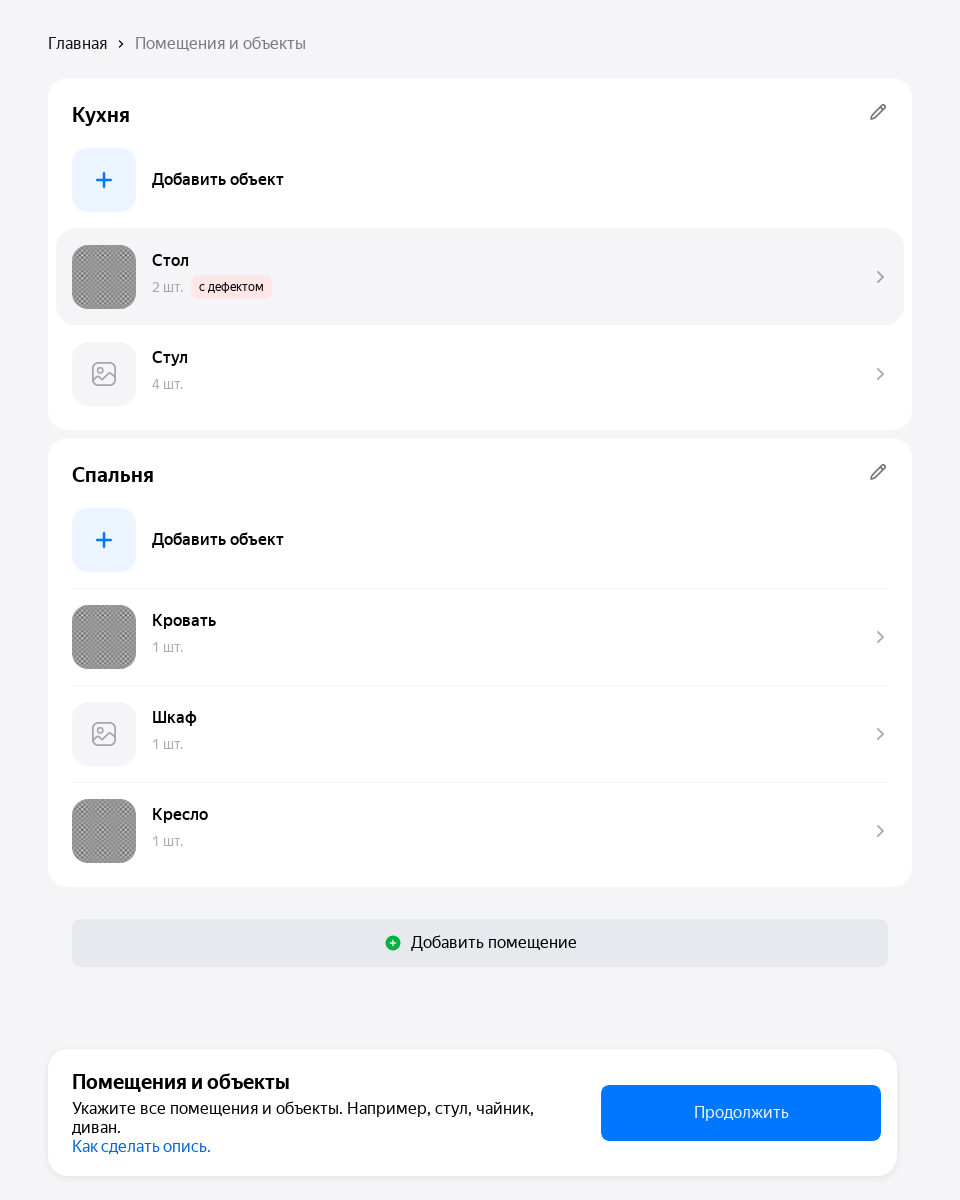 Главная
Помещения и объекты
Кухня
Добавить объект
Стол
2 шт. с дефектом
Стул
4 шт.
Спальня
Добавить объект
Кровать
1 шт.
Шкаф
1 шт.
Кресло
1 шт.
Добавить помещение
Помещения и объекты
Укажите все помещения и объекты. Например, стул, чайник,
диван.
Как сделать опись.
Продолжить